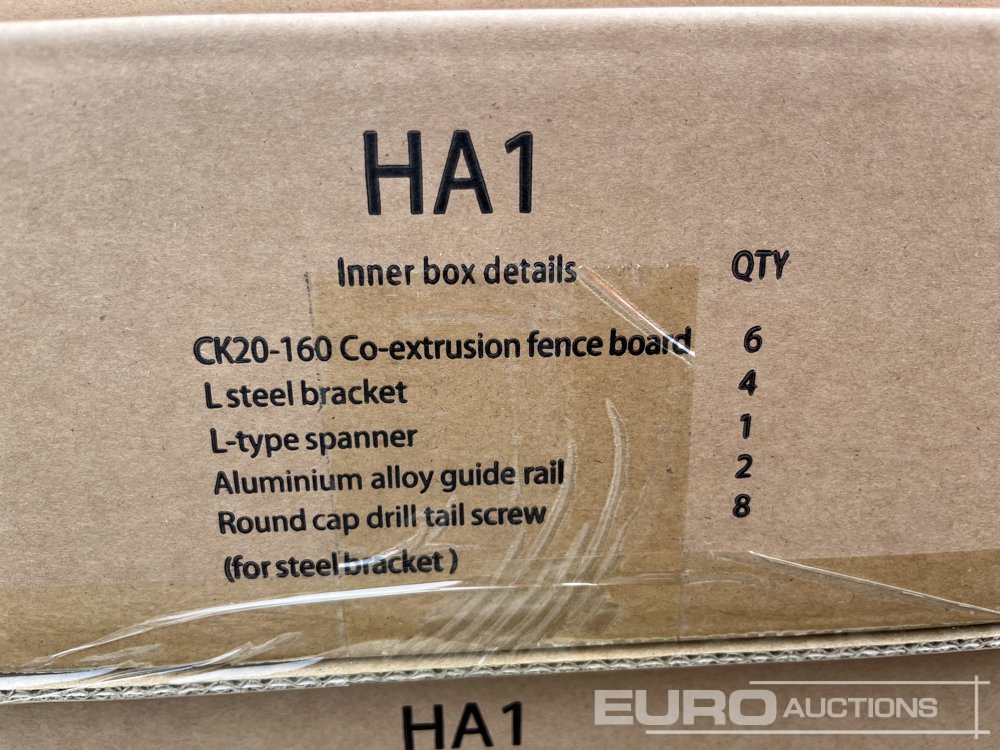 HA1
Inner box details QTY
CK20-160 Co-extrusion fence board 6
L steel bracket 4
L-type spanner 1
Aluminium alloy guide rail 2
Round cap drill tail screw 8
(for steel bracket )
HA1
EURO AUCTIONS